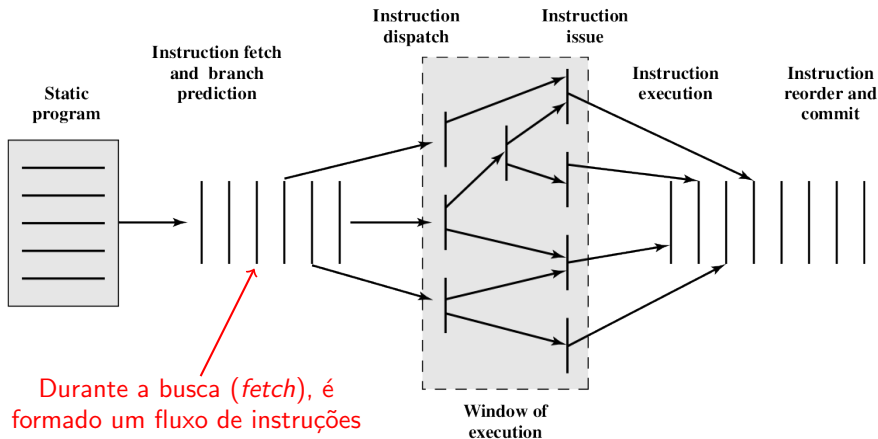 Static
program
Instruction fetch
and branch
prediction
Instruction
dispatch
Instruction
issue
Instruction
execution
Instruction
reorder and
commit
Durante a busca (fetch), é
formado um fluxo de instruções
Window of
execution